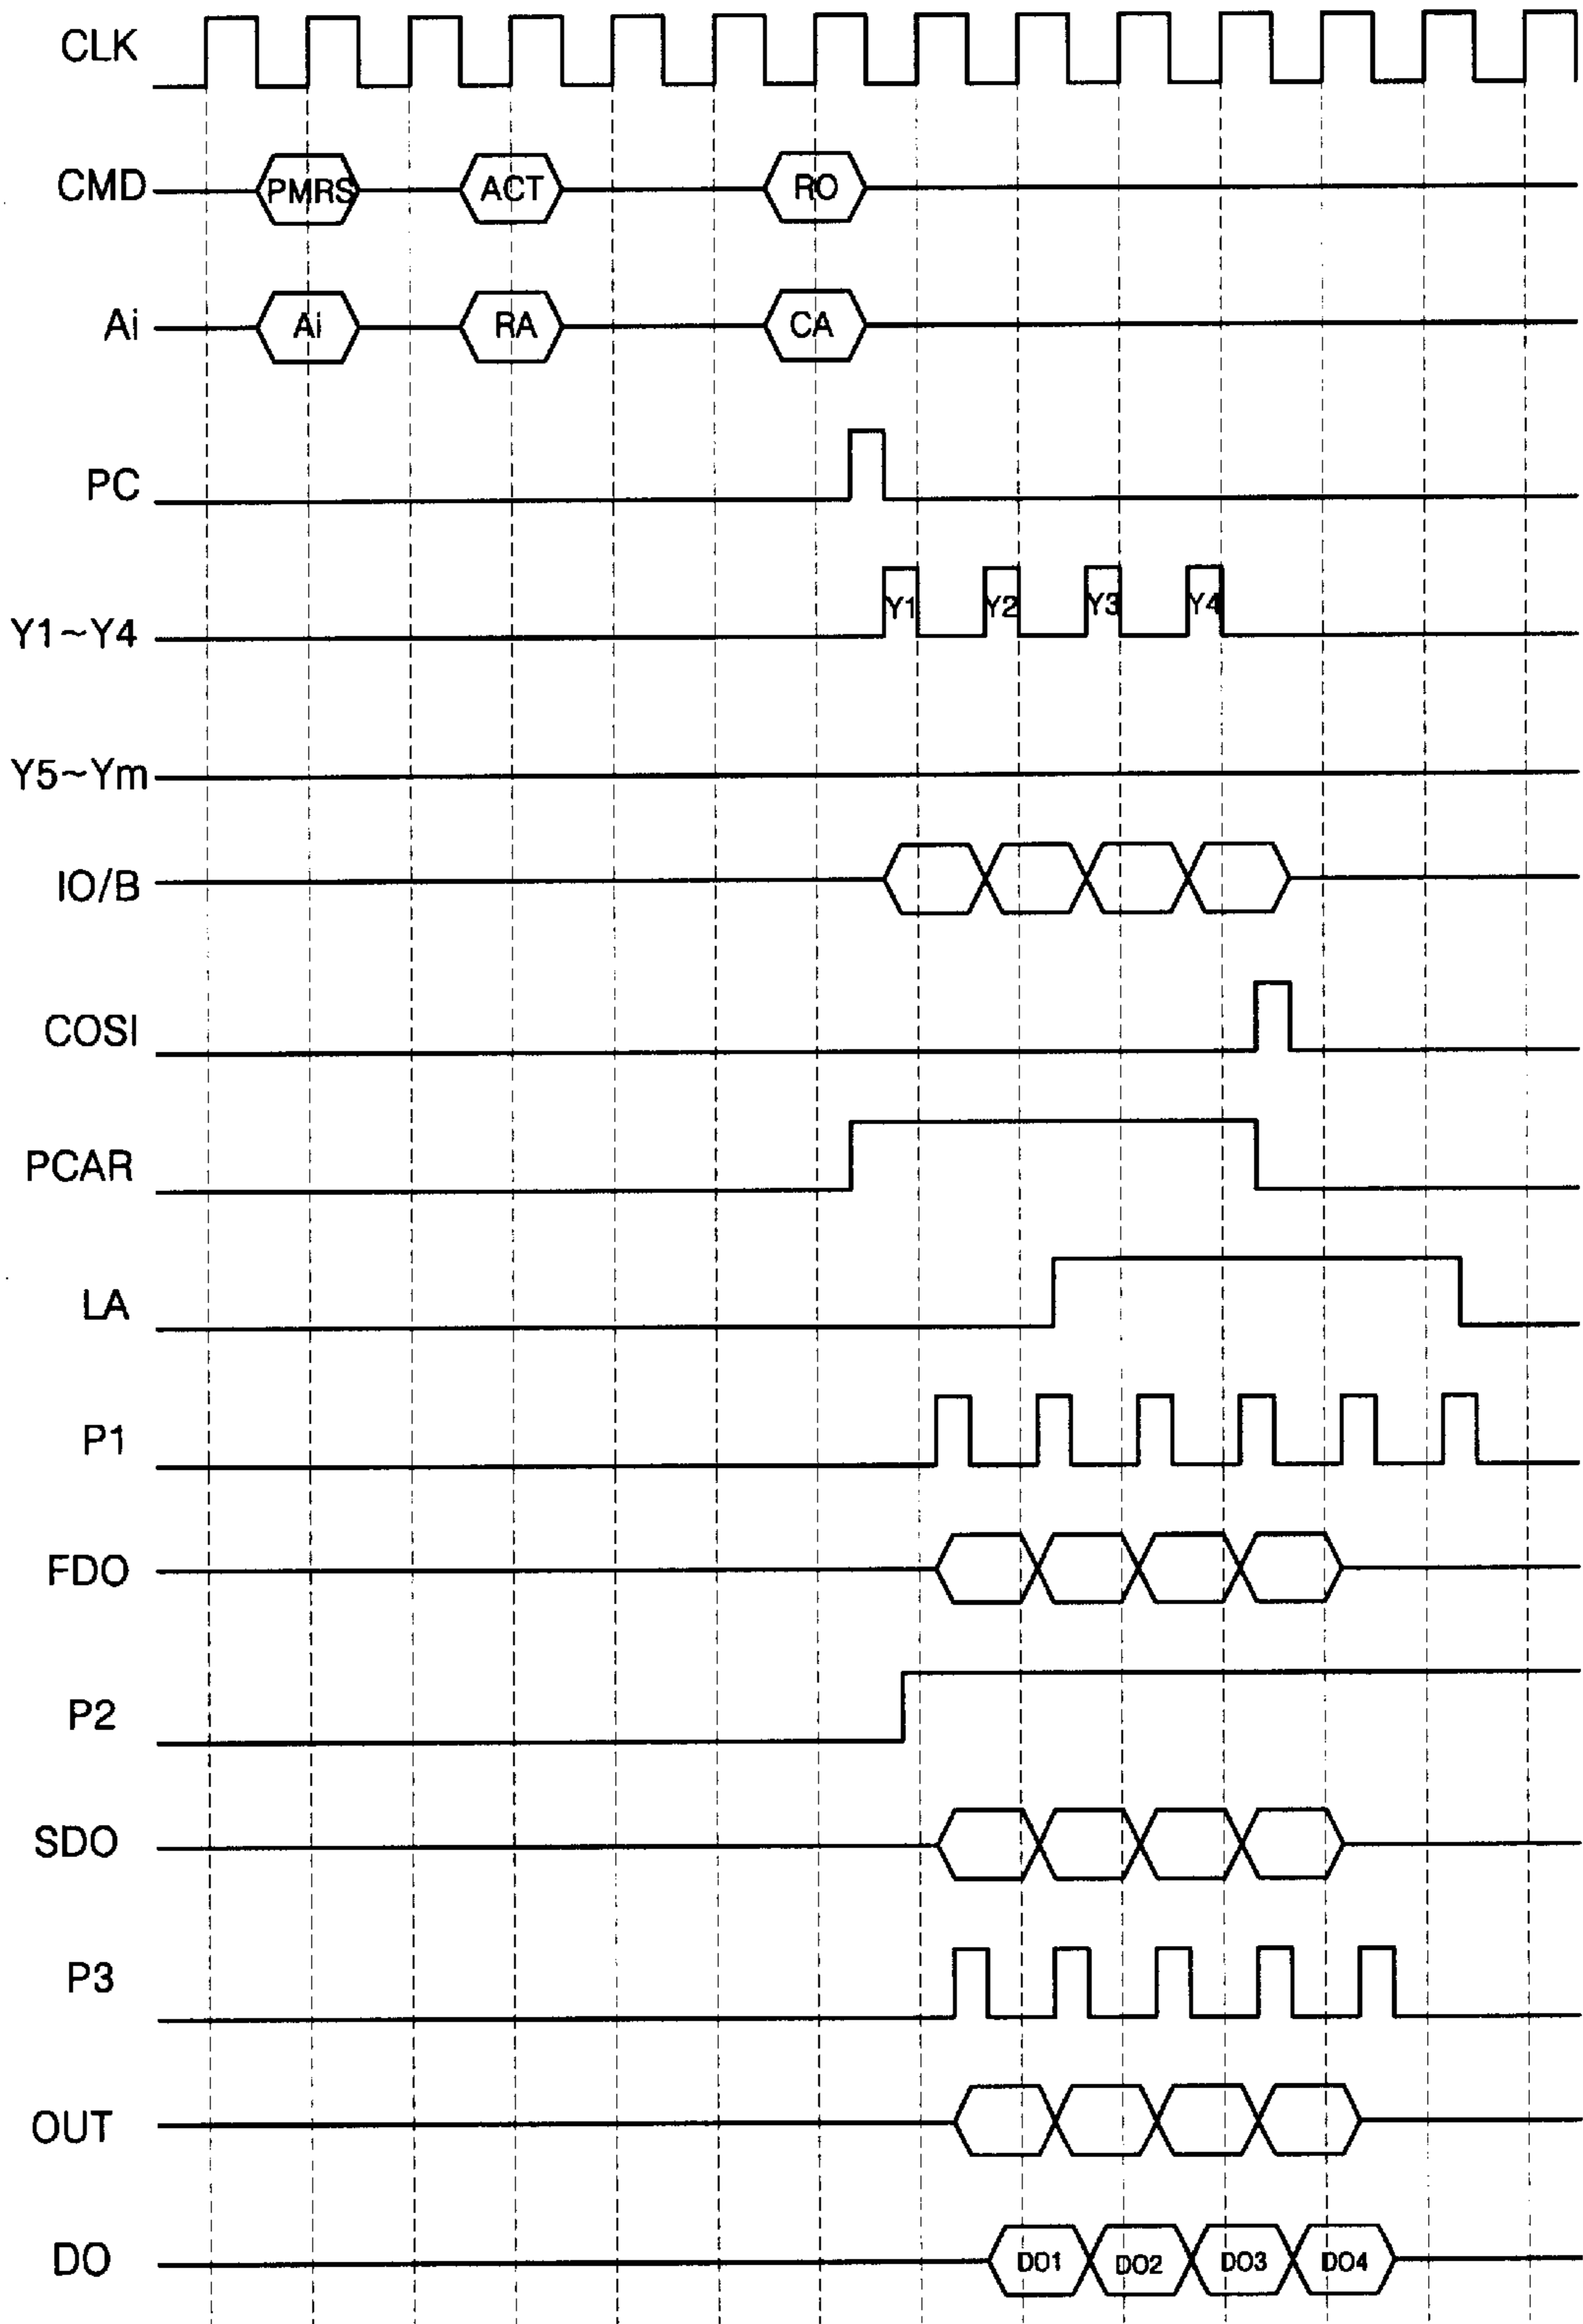 CLK
CMD PMRS ACT RO
Ai Ai RA CA
PC
Y1~Y4 Y1 Y2 Y3 Y4
Y5~Ym
IO/B
COSI
PCAR
LA
P1
FDO
P2
SDO
P3
OUT
DO DO1 DO2 DO3 DO4